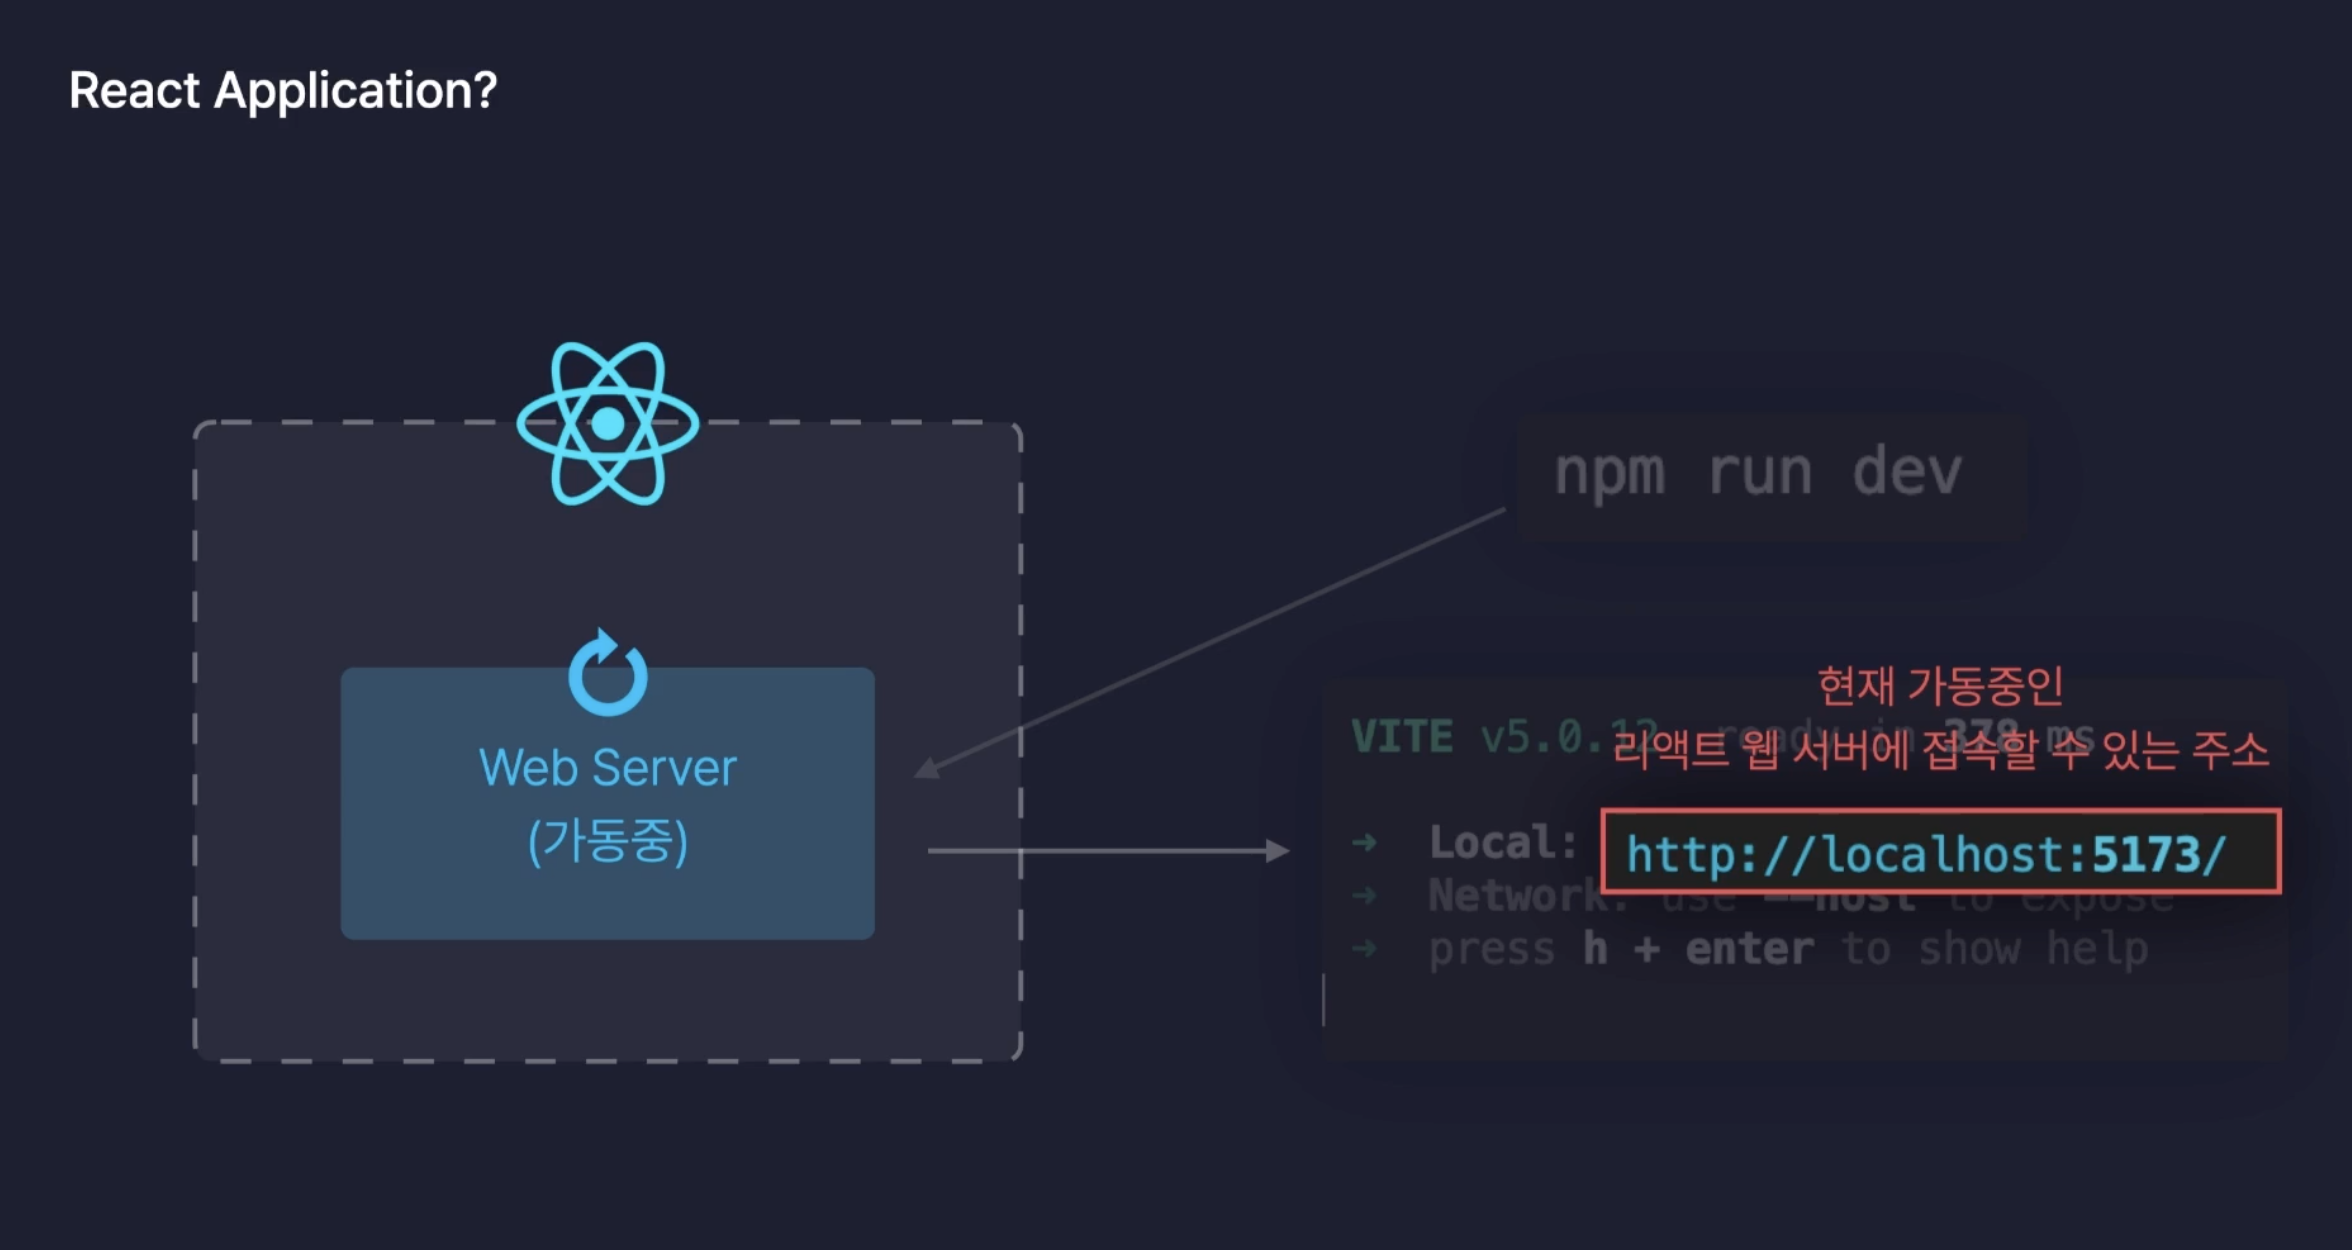 React Application?
npm run dev
Web Server
(가동중)
현재 가동중인
리액트 웹 서버에 접속할 수 있는 주소
VITE v5.0.12 ready in 378 ms
➜ Local: http://localhost:5173/
➜ Network: use --host to expose
➜ press h + enter to show help